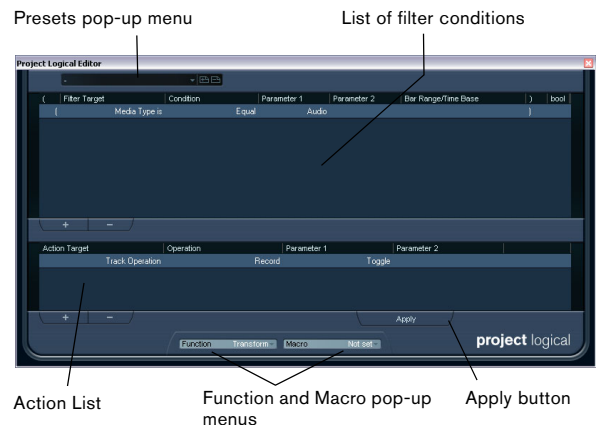 Presets pop-up menu
List of filter conditions
Project Logical Editor
-
( Filter Target Condition Parameter 1 Parameter 2 Bar Range/Time Base ) bool
( Media Type is Equal Audio )
+ −
Action Target Operation Parameter 1 Parameter 2
Track Operation Record Toggle
+ − Apply
Function Transform Macro Not set
project logical
Action List
Function and Macro pop-up
menus
Apply button